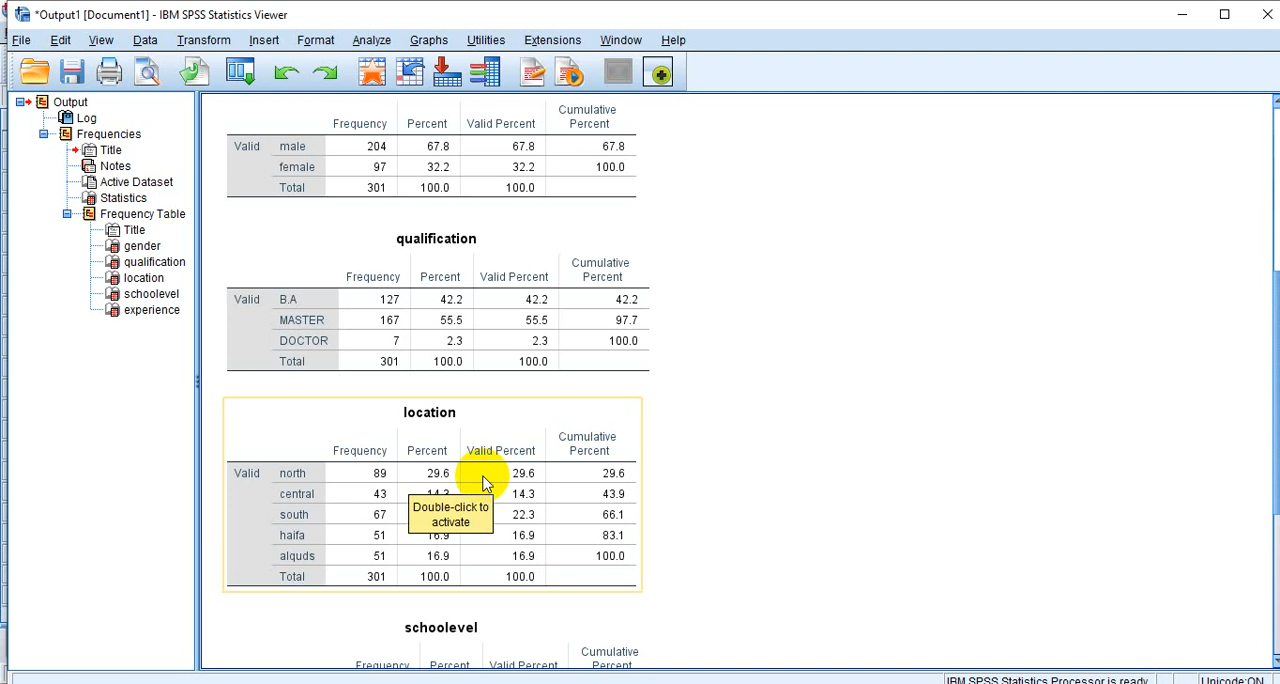 *Output1 [Document1] - IBM SPSS Statistics Viewer
File Edit View Data Transform Insert Format Analyze Graphs Utilities Extensions Window Help
Output
Log
Frequencies
Title
Notes
Active Dataset
Statistics
Frequency Table
Title
gender
qualification
location
schoolevel
experience
Frequency Percent Valid Percent Cumulative Percent
Valid male 204 67.8 67.8 67.8
female 97 32.2 32.2 100.0
Total 301 100.0 100.0
qualification
Frequency Percent Valid Percent Cumulative Percent
Valid B.A 127 42.2 42.2 42.2
MASTER 167 55.5 55.5 97.7
DOCTOR 7 2.3 2.3 100.0
Total 301 100.0 100.0
location
Frequency Percent Valid Percent Cumulative Percent
Valid north 89 29.6 29.6 29.6
central 43 14.3 14.3 43.9
south 67 22.3 66.1
haifa 51 16.9 16.9 83.1
alquds 51 16.9 16.9 100.0
Total 301 100.0 100.0
Double-click to
activate
schoolevel
Frequency Percent Valid Percent Cumulative Percent
IBM SPSS Statistics Processor is ready Unicode:ON